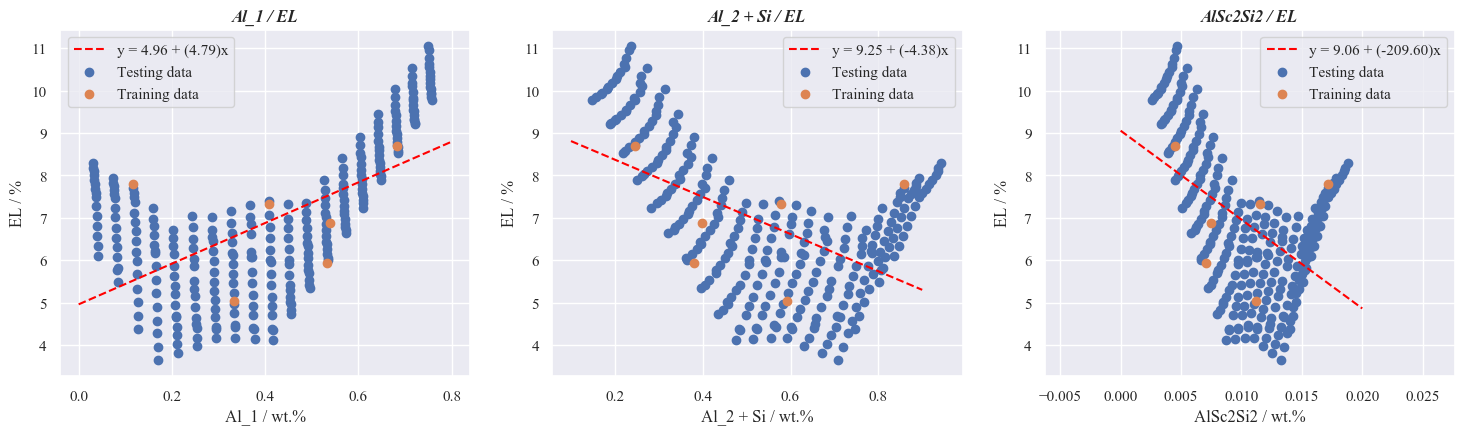 Al_1 / EL
y = 4.96 + (4.79)x
Testing data
Training data
11
10
9
8
7
6
5
4
EL / %
0.0 0.2 0.4 0.6 0.8
Al_1 / wt.%
Al_2 + Si / EL
y = 9.25 + (-4.38)x
Testing data
Training data
11
10
9
8
7
6
5
4
EL / %
0.2 0.4 0.6 0.8
Al_2 + Si / wt.%
AlSc2Si2 / EL
y = 9.06 + (-209.60)x
Testing data
Training data
11
10
9
8
7
6
5
4
EL / %
−0.005 0.000 0.005 0.010 0.015 0.020 0.025
AlSc2Si2 / wt.%